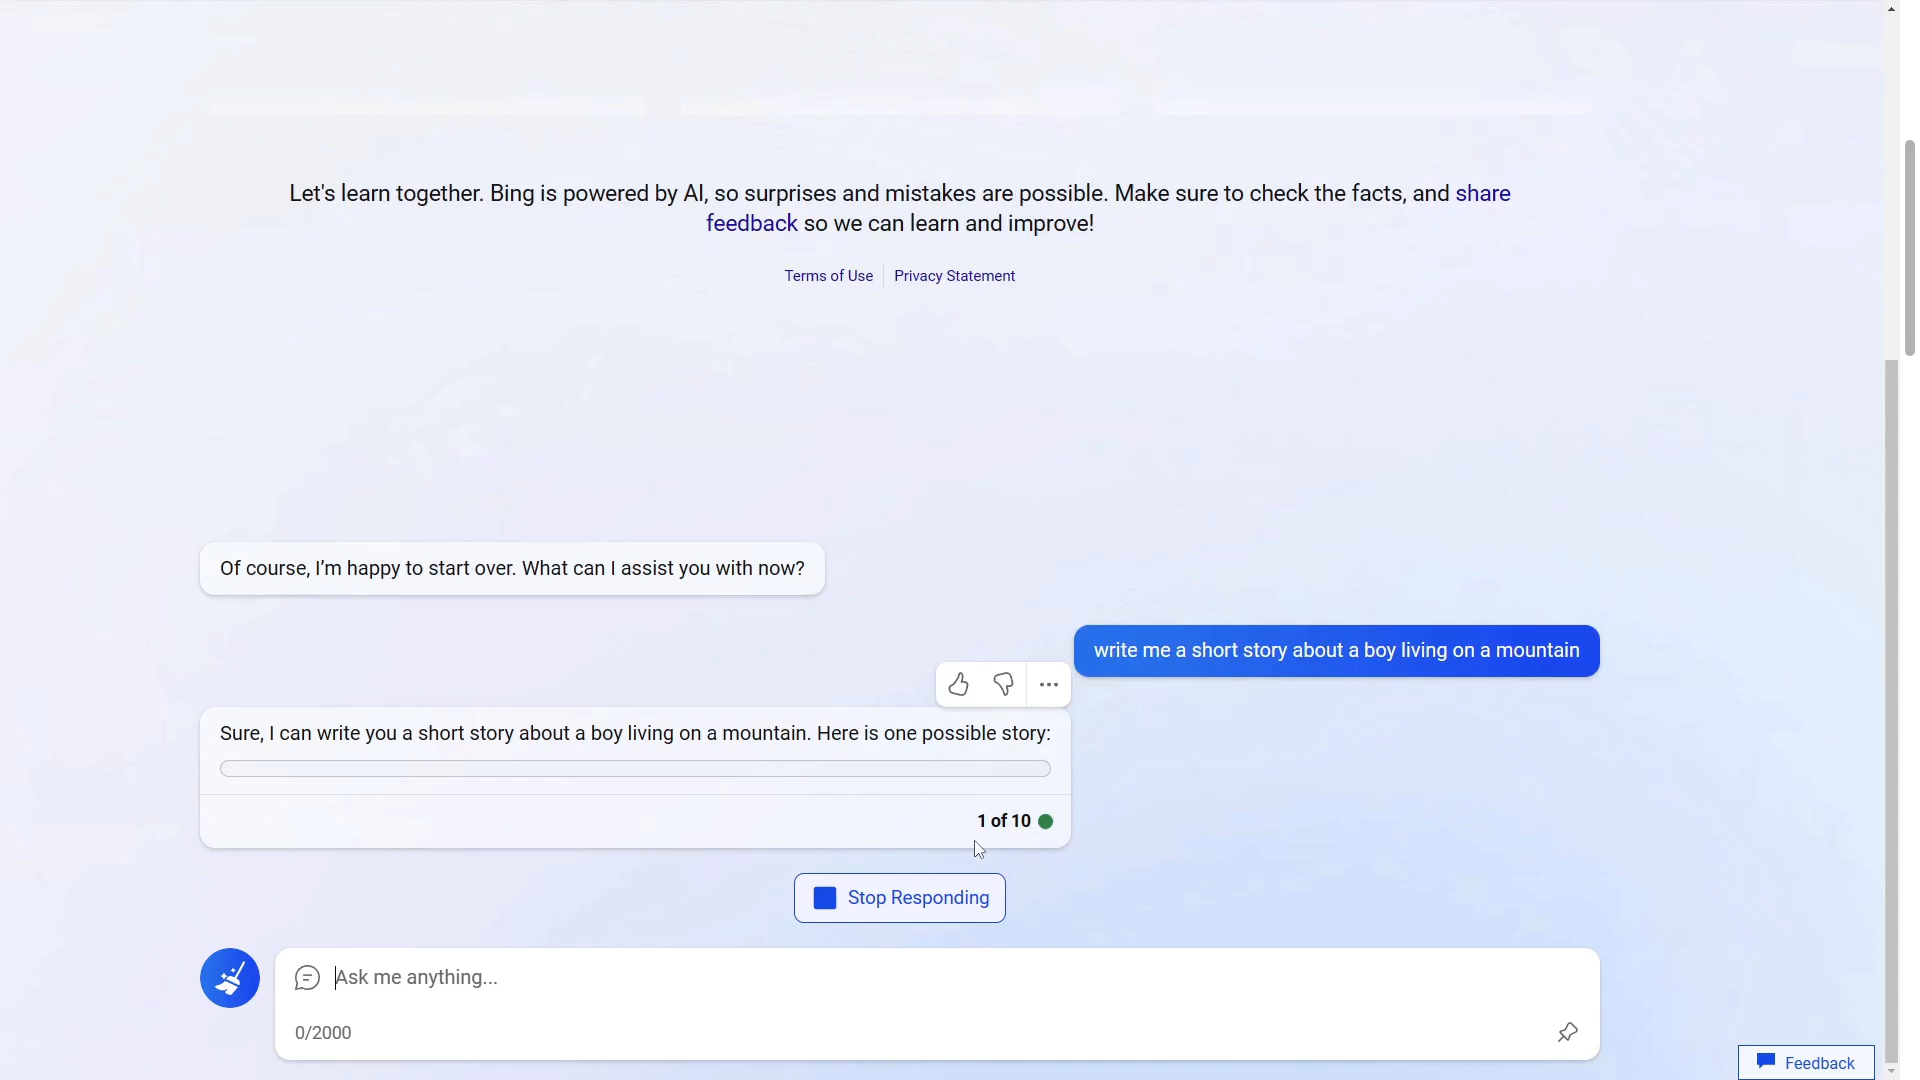 Let's learn together. Bing is powered by AI, so surprises and mistakes are possible. Make sure to check the facts, and share
feedback so we can learn and improve!
Terms of Use Privacy Statement
Of course, I’m happy to start over. What can I assist you with now?
write me a short story about a boy living on a mountain
Sure, I can write you a short story about a boy living on a mountain. Here is one possible story:
1 of 10
Stop Responding
Ask me anything...
0/2000
Feedback